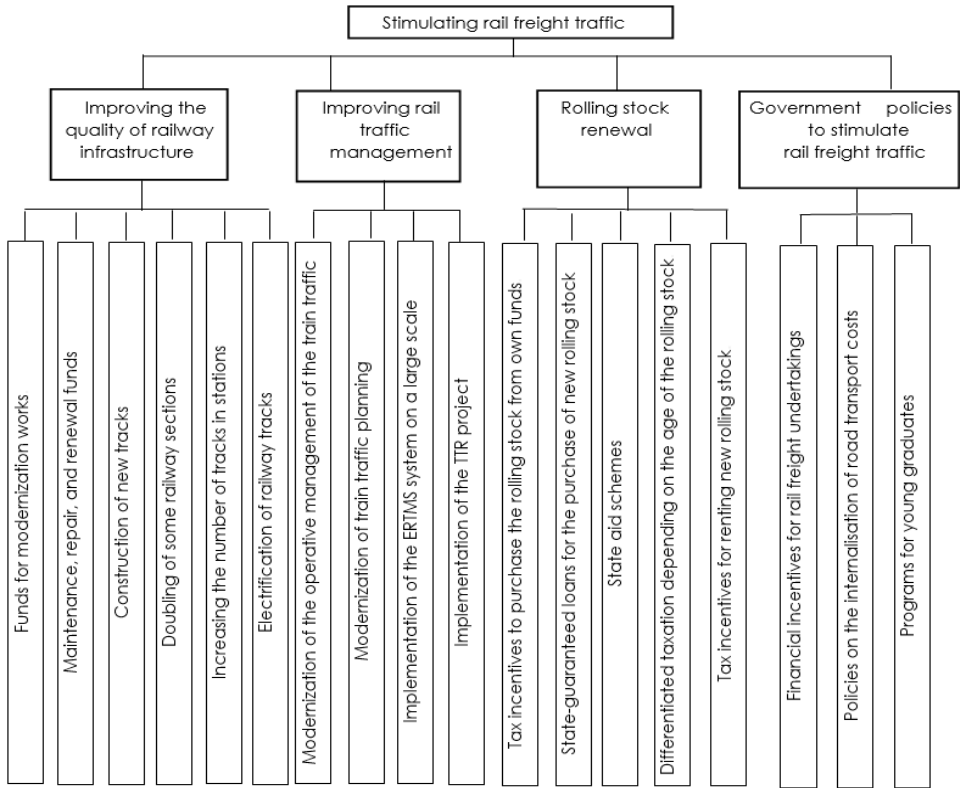 Stimulating rail freight traffic
Improving the
quality of railway
infrastructure
Improving rail
traffic
management
Rolling stock
renewal
Government policies
to stimulate
rail freight traffic
Funds for modernization works
Maintenance, repair, and renewal funds
Construction of new tracks
Doubling of some railway sections
Increasing the number of tracks in stations
Electrification of railway tracks
Modernization of the operative management of the train traffic
Modernization of train traffic planning
Implementation of the ERTMS system on a large scale
Implementation of the TTR project
Tax incentives to purchase the rolling stock from own funds
State-guaranteed loans for the purchase of new rolling stock
State aid schemes
Differentiated taxation depending on the age of the rolling stock
Tax incentives for renting new rolling stock
Financial incentives for rail freight undertakings
Policies on the internalisation of road transport costs
Programs for young graduates